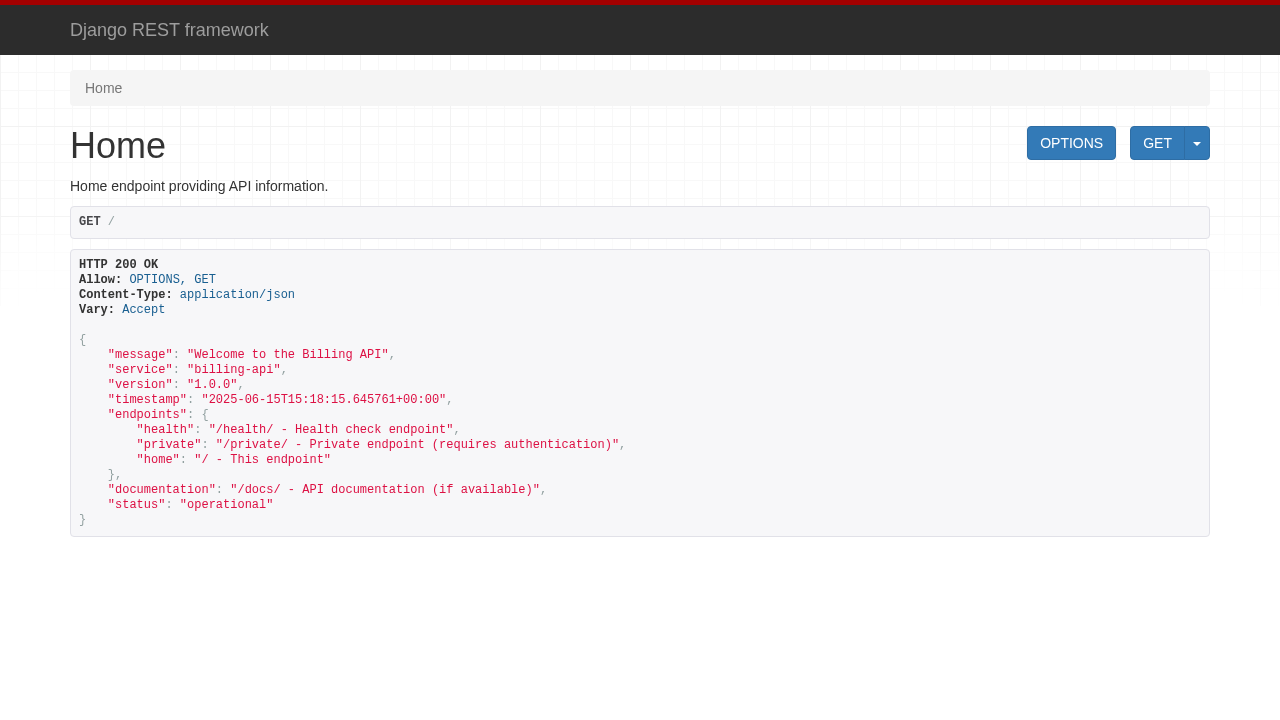 Django REST framework
Home
Home
OPTIONS
GET
Home endpoint providing API information.
GET /
HTTP 200 OK
Allow: OPTIONS, GET
Content-Type: application/json
Vary: Accept
{
    "message": "Welcome to the Billing API",
    "service": "billing-api",
    "version": "1.0.0",
    "timestamp": "2025-06-15T15:18:15.645761+00:00",
    "endpoints": {
        "health": "/health/ - Health check endpoint",
        "private": "/private/ - Private endpoint (requires authentication)",
        "home": "/ - This endpoint"
    },
    "documentation": "/docs/ - API documentation (if available)",
    "status": "operational"
}